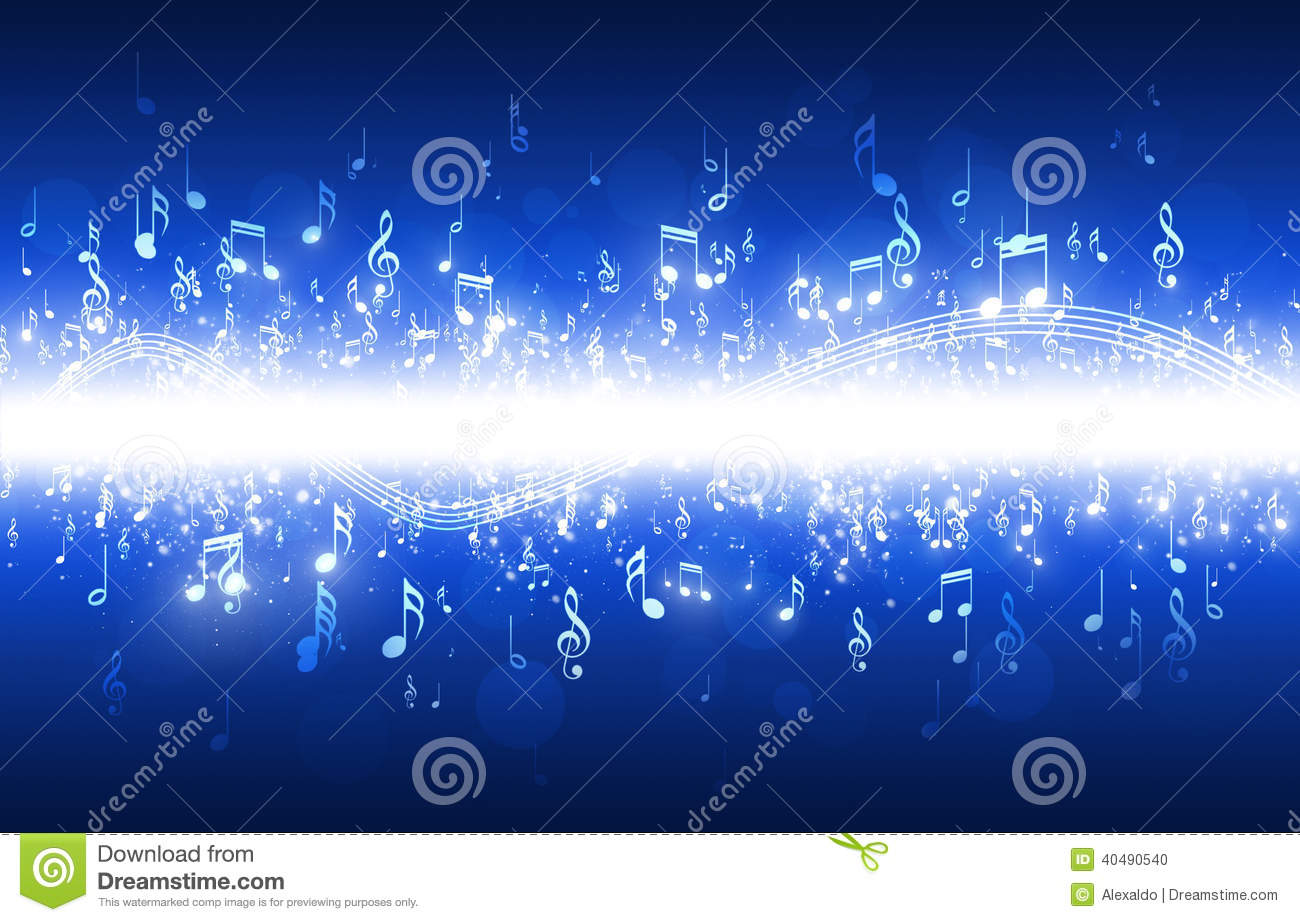 dreamstime
dreamstime
dreamstime
dreamstime
dreamstime
dreamstime
dreamstime
Download from
Dreamstime.com
This watermarked comp image is for previewing purposes only.
ID 40490540
© Alexaldo | Dreamstime.com